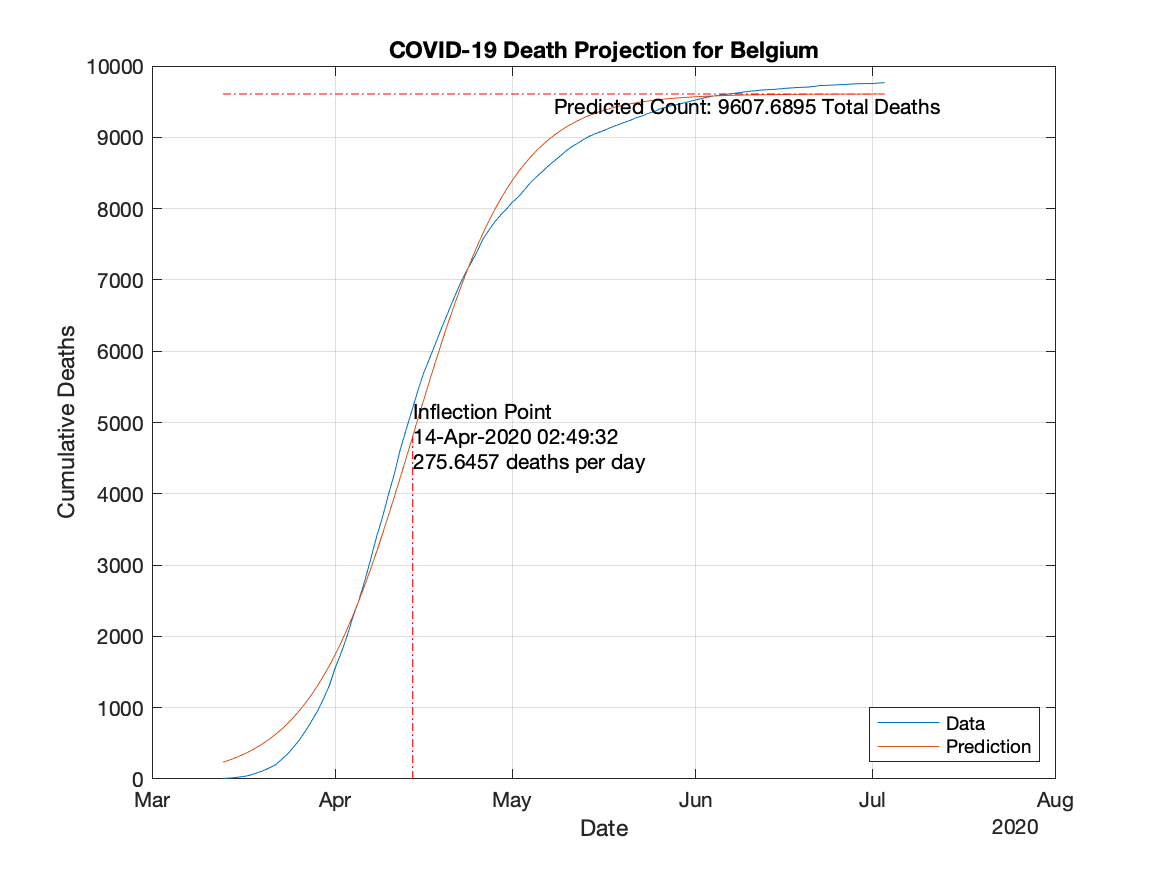 COVID-19 Death Projection for Belgium
10000
9000
8000
7000
6000
5000
4000
3000
2000
1000
0
Cumulative Deaths
Predicted Count: 9607.6895 Total Deaths
Inflection Point
14-Apr-2020 02:49:32
275.6457 deaths per day
Data
Prediction
Mar Apr May Jun Jul Aug
Date
2020